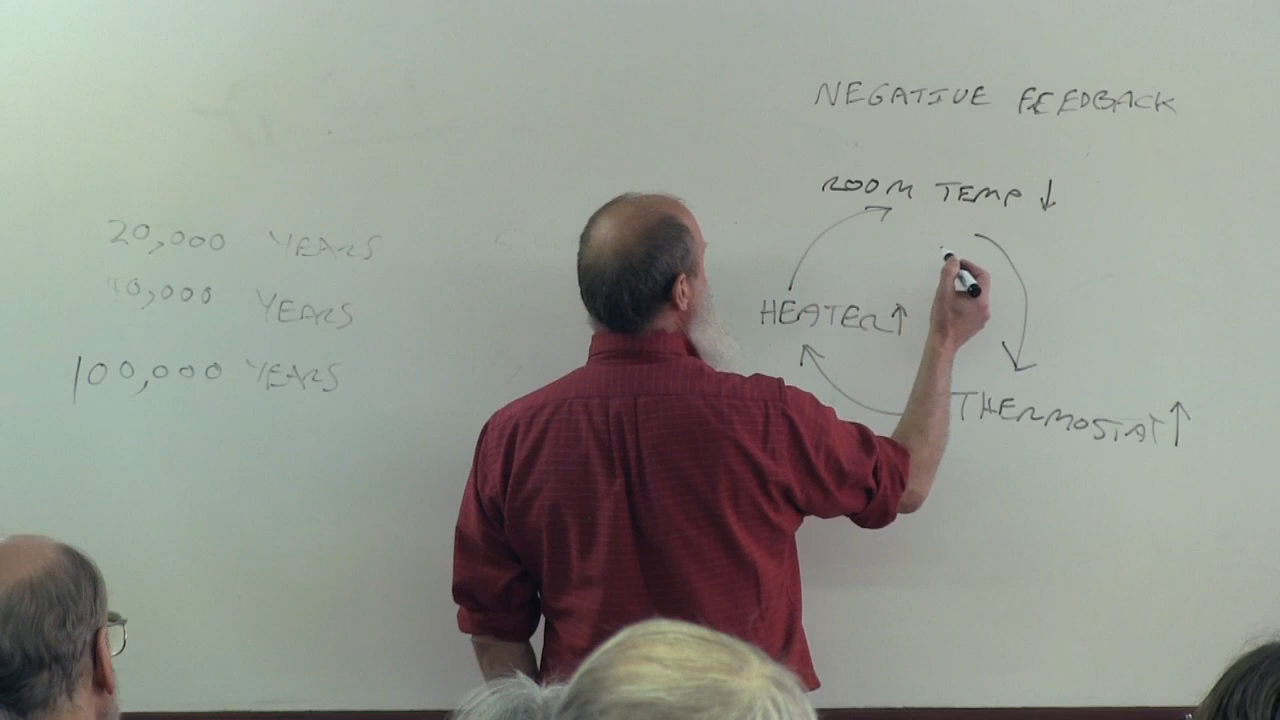 NEGATIVE FEEDBACK
ROOM TEMP ↓
HEATER ↑
THERMOSTAT ↑
20,000 YEARS
40,000 YEARS
100,000 YEARS